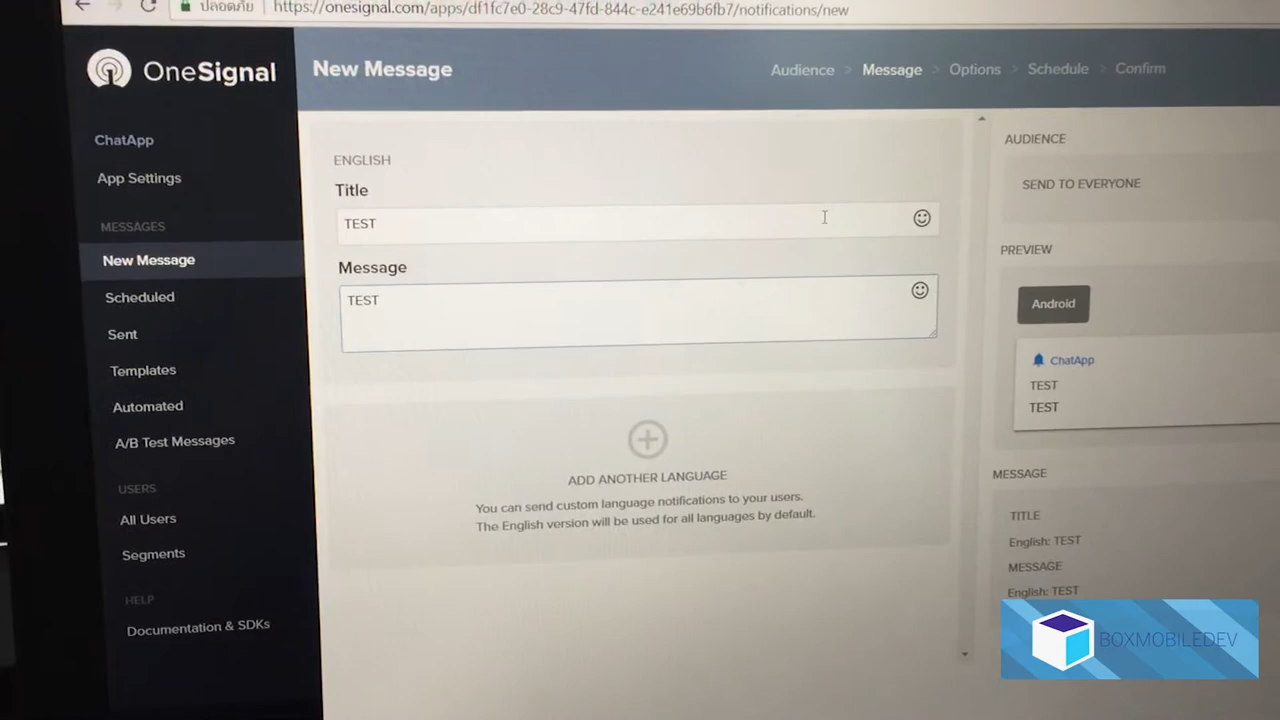 ปลอดภัย https://onesignal.com/apps/df1fc7e0-28c9-47fd-844c-e241e69b6fb7/notifications/new
OneSignal
New Message
Audience > Message > Options > Schedule > Confirm
ChatApp
App Settings
MESSAGES
New Message
Scheduled
Sent
Templates
Automated
A/B Test Messages
USERS
All Users
Segments
HELP
Documentation & SDKs
ENGLISH
Title
TEST
Message
TEST
ADD ANOTHER LANGUAGE
You can send custom language notifications to your users.
The English version will be used for all languages by default.
AUDIENCE
SEND TO EVERYONE
PREVIEW
Android
ChatApp
TEST
TEST
MESSAGE
TITLE
English: TEST
MESSAGE
English: TEST
BOXMOBILEDEV